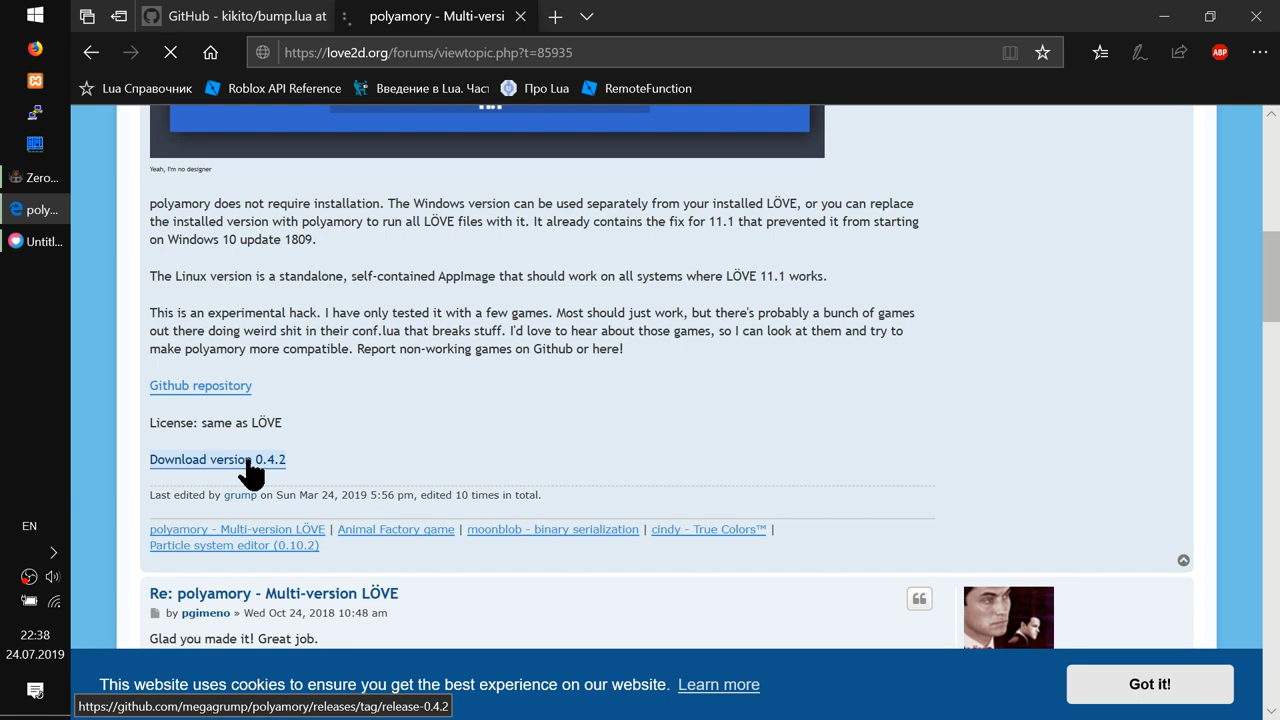 GitHub - kikito/bump.lua at
polyamory - Multi-versi
https://love2d.org/forums/viewtopic.php?t=85935
ABP
Lua Справочник
Roblox API Reference
Введение в Lua. Част
Про Lua
RemoteFunction
Zero...
poly...
Untitl...
Yeah, I'm no designer
polyamory does not require installation. The Windows version can be used separately from your installed LÖVE, or you can replace
the installed version with polyamory to run all LÖVE files with it. It already contains the fix for 11.1 that prevented it from starting
on Windows 10 update 1809.
The Linux version is a standalone, self-contained AppImage that should work on all systems where LÖVE 11.1 works.
This is an experimental hack. I have only tested it with a few games. Most should just work, but there's probably a bunch of games
out there doing weird shit in their conf.lua that breaks stuff. I'd love to hear about those games, so I can look at them and try to
make polyamory more compatible. Report non-working games on Github or here!
Github repository
License: same as LÖVE
Download version 0.4.2
Last edited by grump on Sun Mar 24, 2019 5:56 pm, edited 10 times in total.
polyamory - Multi-version LÖVE | Animal Factory game | moonblob - binary serialization | cindy - True Colors™ |
Particle system editor (0.10.2)
Re: polyamory - Multi-version LÖVE
by pgimeno » Wed Oct 24, 2018 10:48 am
Glad you made it! Great job.
This website uses cookies to ensure you get the best experience on our website. Learn more
Got it!
https://github.com/megagrump/polyamory/releases/tag/release-0.4.2
EN
22:38
24.07.2019